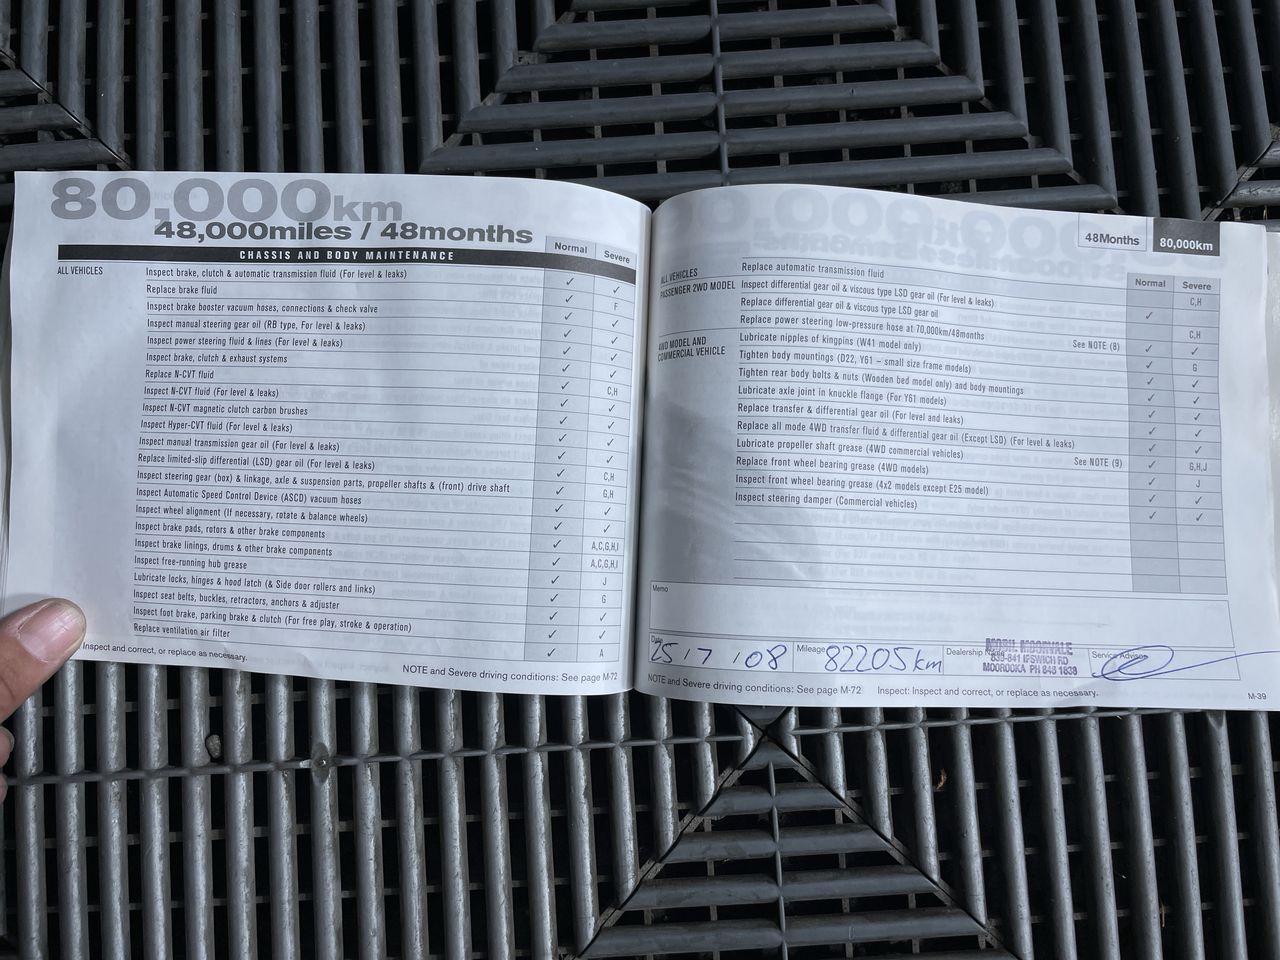 80,000km
48,000miles / 48months
CHASSIS AND BODY MAINTENANCE
Normal
Severe
ALL VEHICLES
Inspect brake, clutch & automatic transmission fluid (For level & leaks) ✓ ✓
Replace brake fluid ✓ F
Inspect brake booster vacuum hoses, connections & check valve ✓ ✓
Inspect manual steering gear oil (RB type, For level & leaks) ✓ ✓
Inspect power steering fluid & lines (For level & leaks) ✓ ✓
Inspect brake, clutch & exhaust systems ✓ ✓
Replace N-CVT fluid ✓ C,H
Inspect N-CVT fluid (For level & leaks) ✓ ✓
Inspect N-CVT magnetic clutch carbon brushes ✓ ✓
Inspect Hyper-CVT fluid (For level & leaks) ✓ ✓
Inspect manual transmission gear oil (For level & leaks) ✓ ✓
Replace limited-slip differential (LSD) gear oil (For level & leaks) ✓ C,H
Inspect steering gear (box) & linkage, axle & suspension parts, propeller shafts & (front) drive shaft ✓ G,H
Inspect Automatic Speed Control Device (ASCD) vacuum hoses ✓ ✓
Inspect wheel alignment (If necessary, rotate & balance wheels) ✓ ✓
Inspect brake pads, rotors & other brake components ✓ A,C,G,H,I
Inspect brake linings, drums & other brake components ✓ A,C,G,H,I
Inspect free-running hub grease ✓ J
Lubricate locks, hinges & hood latch (& Side door rollers and links) ✓ G
Inspect seat belts, buckles, retractors, anchors & adjuster ✓ ✓
Inspect foot brake, parking brake & clutch (For free play, stroke & operation) ✓ ✓
Replace ventilation air filter ✓ A
Inspect and correct, or replace as necessary.
NOTE and Severe driving conditions: See page M-72
48Months
80,000km
Normal
Severe
ALL VEHICLES
Replace automatic transmission fluid C,H
PASSENGER 2WD MODEL
Inspect differential gear oil & viscous type LSD gear oil (For level & leaks) ✓
Replace differential gear oil & viscous type LSD gear oil C,H
Replace power steering low-pressure hose at 70,000km/48months See NOTE (8) ✓ ✓
4WD MODEL AND
COMMERCIAL VEHICLE
Lubricate nipples of kingpins (W41 model only) ✓ G
Tighten body mountings (D22, Y61 – small size frame models) ✓ ✓
Tighten rear body bolts & nuts (Wooden bed model only) and body mountings ✓ ✓
Lubricate axle joint in knuckle flange (For Y61 models) ✓ ✓
Replace transfer & differential gear oil (For level and leaks) ✓ ✓
Replace all mode 4WD transfer fluid & differential gear oil (Except LSD) (For level & leaks) ✓ ✓
Lubricate propeller shaft grease (4WD commercial vehicles) See NOTE (9) ✓ G,H,J
Replace front wheel bearing grease (4WD models) ✓ J
Inspect front wheel bearing grease (4x2 models except E25 model) ✓ ✓
Inspect steering damper (Commercial vehicles) ✓ ✓
Memo
Date
25/7/08
Mileage
82205km
Dealership Name
MOBIL MOORVALE
839-841 IPSWICH RD
MOOROOKA PH 848 1838
Service Advisor
NOTE and Severe driving conditions: See page M-72 Inspect: Inspect and correct, or replace as necessary.
M-39